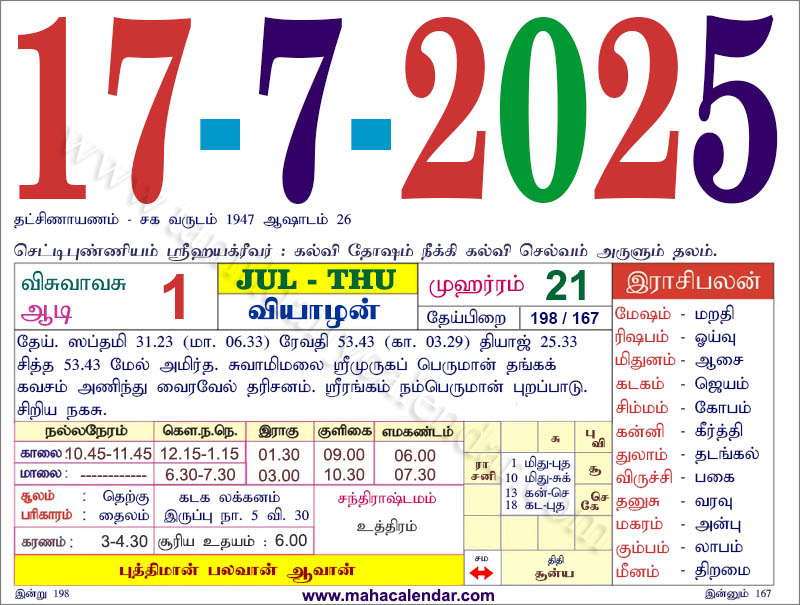 17-7-2025
தட்சிணாயணம் - சக வருடம் 1947 ஆஷாடம் 26
செட்டிபுண்ணியம் ஸ்ரீஹயக்ரீவர் : கல்வி தோஷம் நீக்கி கல்வி செல்வம் அருளும் தலம்.
விசுவாவசு
ஆடி
1
JUL - THU
வியாழன்
முஹர்ரம் 21
தேய்பிறை 198 / 167
தேய். ஸப்தமி 31.23 (மா. 06.33) ரேவதி 53.43 (கா. 03.29) தியாஜ் 25.33
சித்த 53.43 மேல் அமிர்த. சுவாமிமலை ஸ்ரீமுருகப் பெருமான் தங்கக்
கவசம் அணிந்து வைரவேல் தரிசனம். ஸ்ரீரங்கம் நம்பெருமான் புறப்பாடு.
சிறிய நகசு.
இராசிபலன்
மேஷம் - மறதி
ரிஷபம் - ஓய்வு
மிதுனம் - ஆசை
கடகம் - ஜெயம்
சிம்மம் - கோபம்
கன்னி - கீர்த்தி
துலாம் - தடங்கல்
விருச்சி - பகை
தனுசு - வரவு
மகரம் - அன்பு
கும்பம் - லாபம்
மீனம் - திறமை
நல்லநேரம் கௌ.ந.நெ. இராகு குளிகை எமகண்டம்
காலை: 10.45-11.45 12.15-1.15 01.30 09.00 06.00
மாலை: ------------ 6.30-7.30 03.00 10.30 07.30
சூலம் : தெற்கு
பரிகாரம் : தைலம்
கடக லக்கனம்
இருப்பு நா. 5 வி. 30
சந்திராஷ்டமம்
உத்திரம்
கரணம் : 3-4.30 சூரிய உதயம் : 6.00
சு
பு
வி
ரா
சனி
1 மிது-புத
10 மிது-சுக்
13 கன்-செ
18 கட-புத
சூ
செ
கே
புத்திமான் பலவான் ஆவான்
சம
திதி
சூன்ய
இன்று 198
www.mahacalendar.com
இன்னும் 167